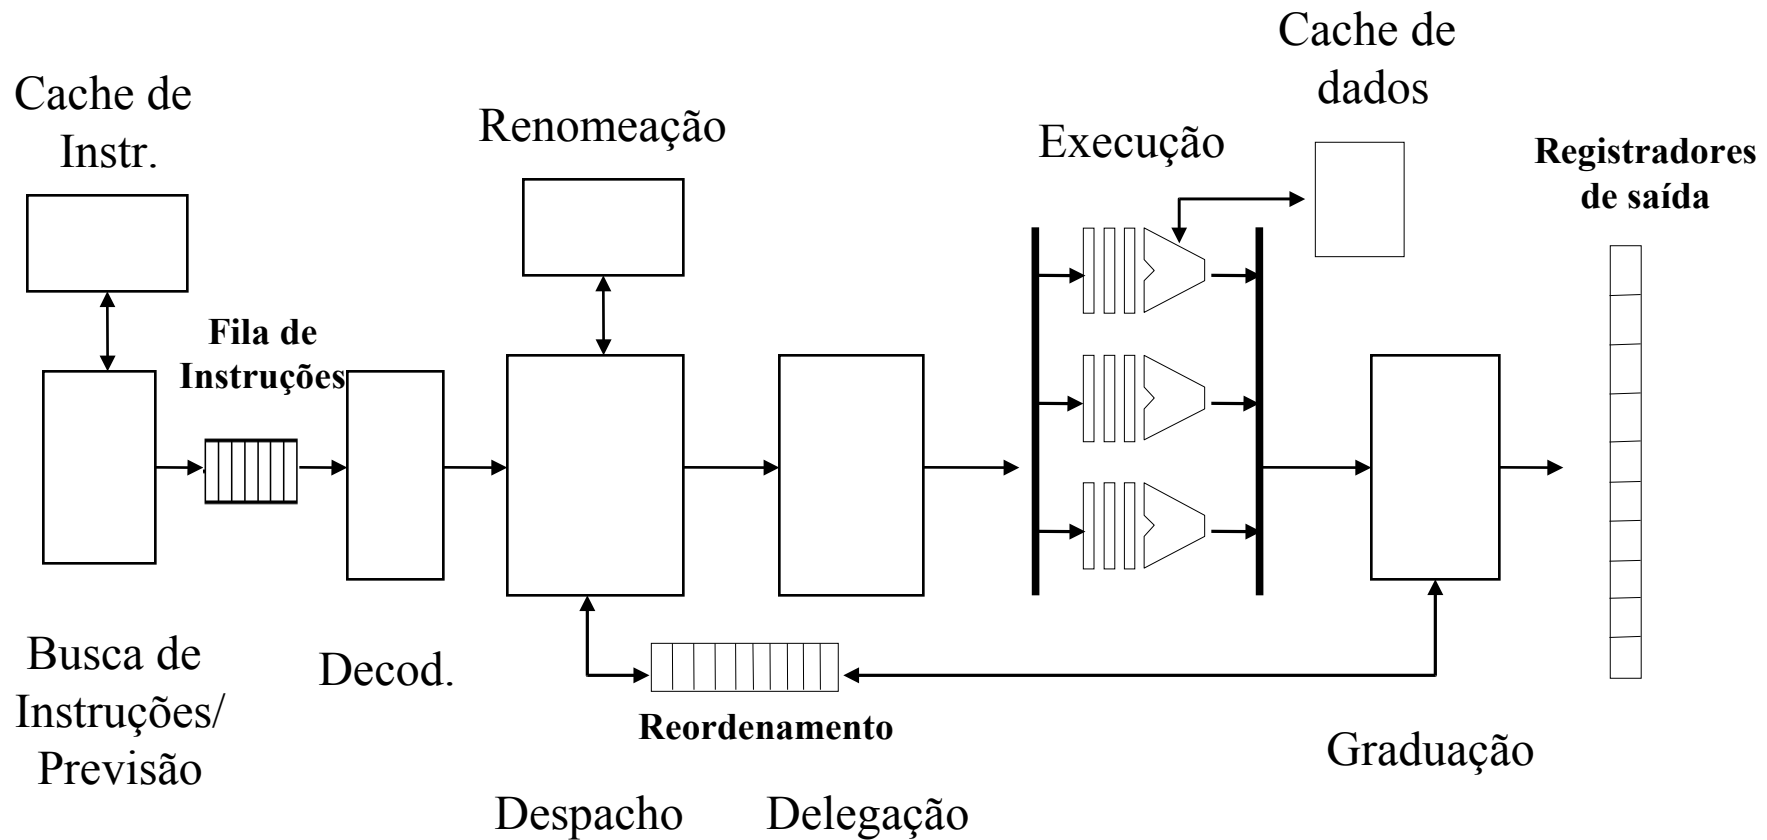 Cache de
dados
Cache de
Instr.
Renomeação
Execução
Registradores
de saída
Fila de
Instruções
Busca de
Instruções/
Previsão
Decod.
Reordenamento
Graduação
Despacho
Delegação